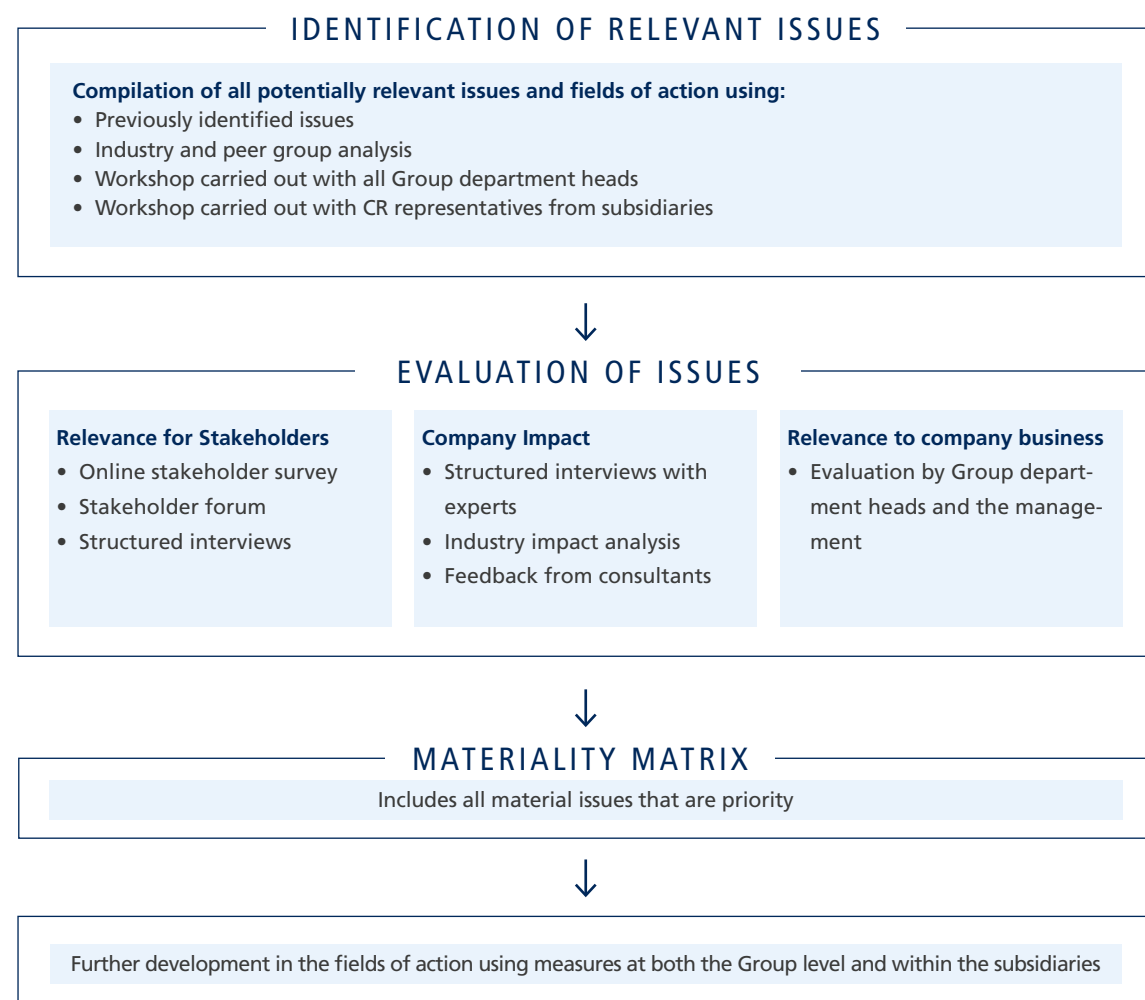 IDENTIFICATION OF RELEVANT ISSUES
Compilation of all potentially relevant issues and fields of action using:
• Previously identified issues
• Industry and peer group analysis
• Workshop carried out with all Group department heads
• Workshop carried out with CR representatives from subsidiaries
EVALUATION OF ISSUES
Relevance for Stakeholders
• Online stakeholder survey
• Stakeholder forum
• Structured interviews
Company Impact
• Structured interviews with
experts
• Industry impact analysis
• Feedback from consultants
Relevance to company business
• Evaluation by Group depart-
ment heads and the manage-
ment
MATERIALITY MATRIX
Includes all material issues that are priority
Further development in the fields of action using measures at both the Group level and within the subsidiaries